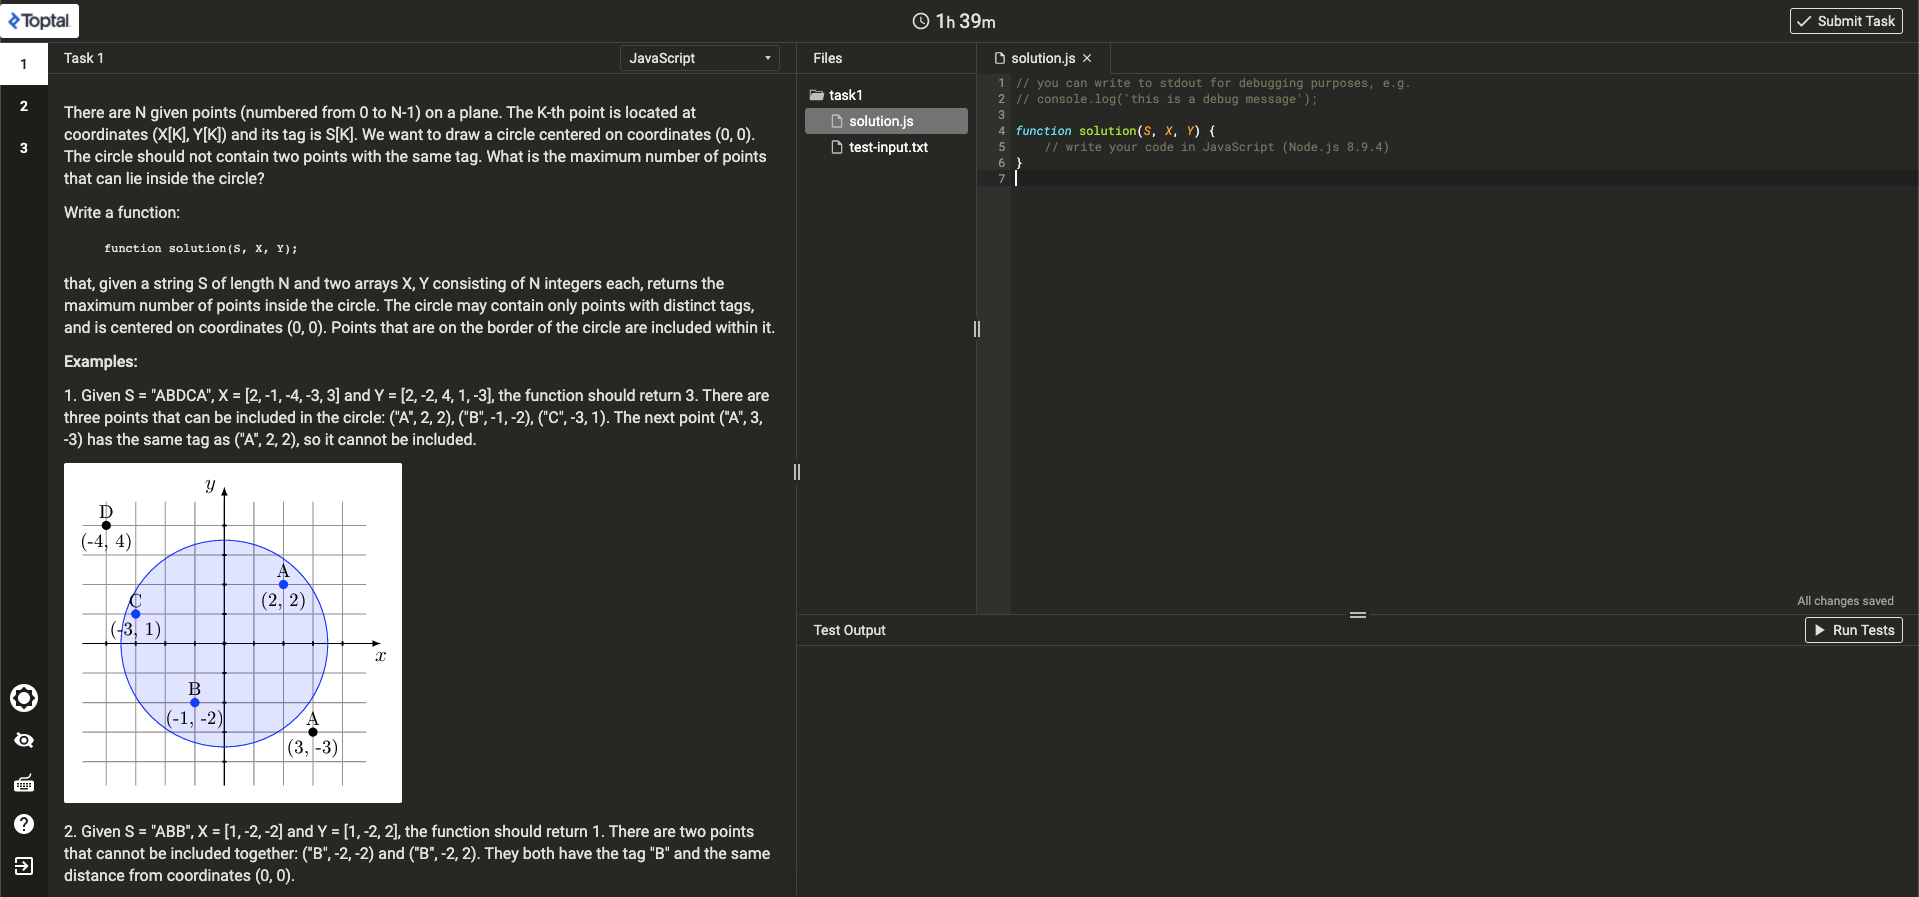 Toptal
1h 39m
Submit Task
1
2
3
Task 1
JavaScript
There are N given points (numbered from 0 to N-1) on a plane. The K-th point is located at
coordinates (X[K], Y[K]) and its tag is S[K]. We want to draw a circle centered on coordinates (0, 0).
The circle should not contain two points with the same tag. What is the maximum number of points
that can lie inside the circle?
Write a function:
function solution(S, X, Y);
that, given a string S of length N and two arrays X, Y consisting of N integers each, returns the
maximum number of points inside the circle. The circle may contain only points with distinct tags,
and is centered on coordinates (0, 0). Points that are on the border of the circle are included within it.
Examples:
1. Given S = "ABDCA", X = [2, -1, -4, -3, 3] and Y = [2, -2, 4, 1, -3], the function should return 3. There are
three points that can be included in the circle: ("A", 2, 2), ("B", -1, -2), ("C", -3, 1). The next point ("A", 3,
-3) has the same tag as ("A", 2, 2), so it cannot be included.
y
D
(-4, 4)
A
(2, 2)
C
(-3, 1)
x
B
(-1, -2)
A
(3, -3)
2. Given S = "ABB", X = [1, -2, -2] and Y = [1, -2, 2], the function should return 1. There are two points
that cannot be included together: ("B", -2, -2) and ("B", -2, 2). They both have the tag "B" and the same
distance from coordinates (0, 0).
Files
task1
solution.js
test-input.txt
solution.js ×
1 // you can write to stdout for debugging purposes, e.g.
2 // console.log('this is a debug message');
3
4 function solution(S, X, Y) {
5 // write your code in JavaScript (Node.js 8.9.4)
6 }
7
All changes saved
Test Output
Run Tests
?